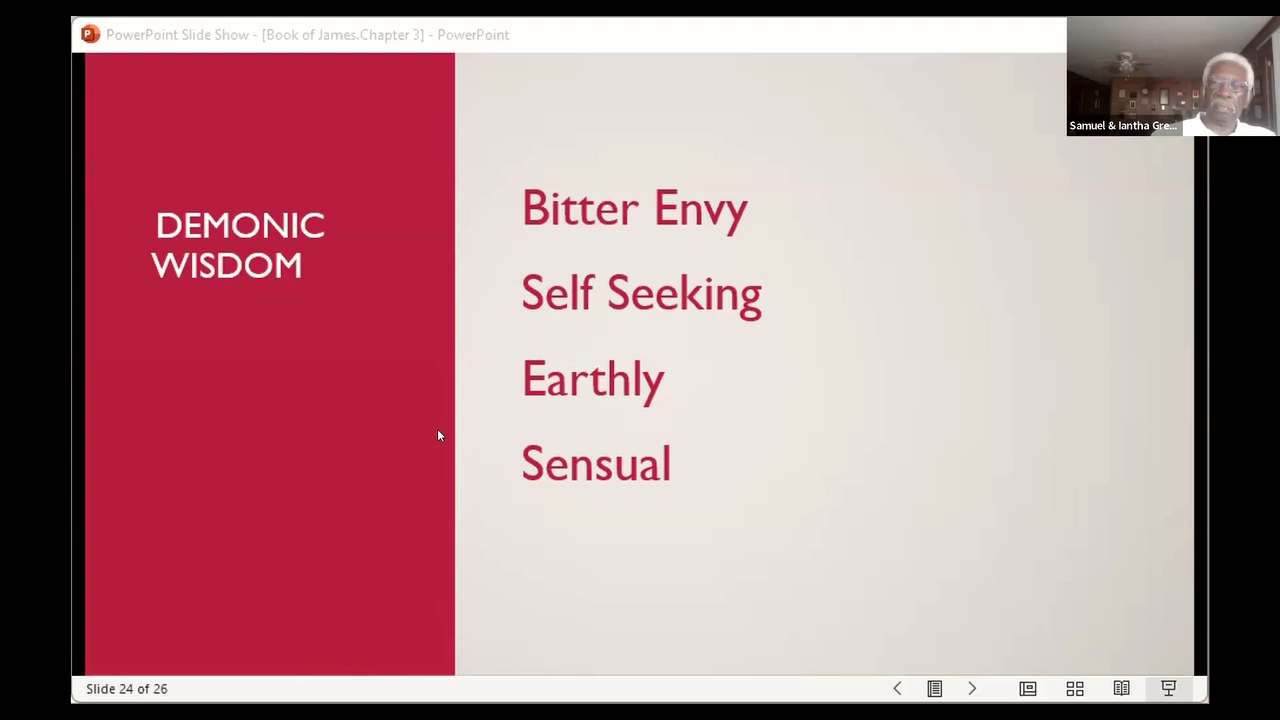 PowerPoint Slide Show - [Book of James.Chapter 3] - PowerPoint
Samuel & Iantha Gre...
DEMONIC
WISDOM
Bitter Envy
Self Seeking
Earthly
Sensual
Slide 24 of 26